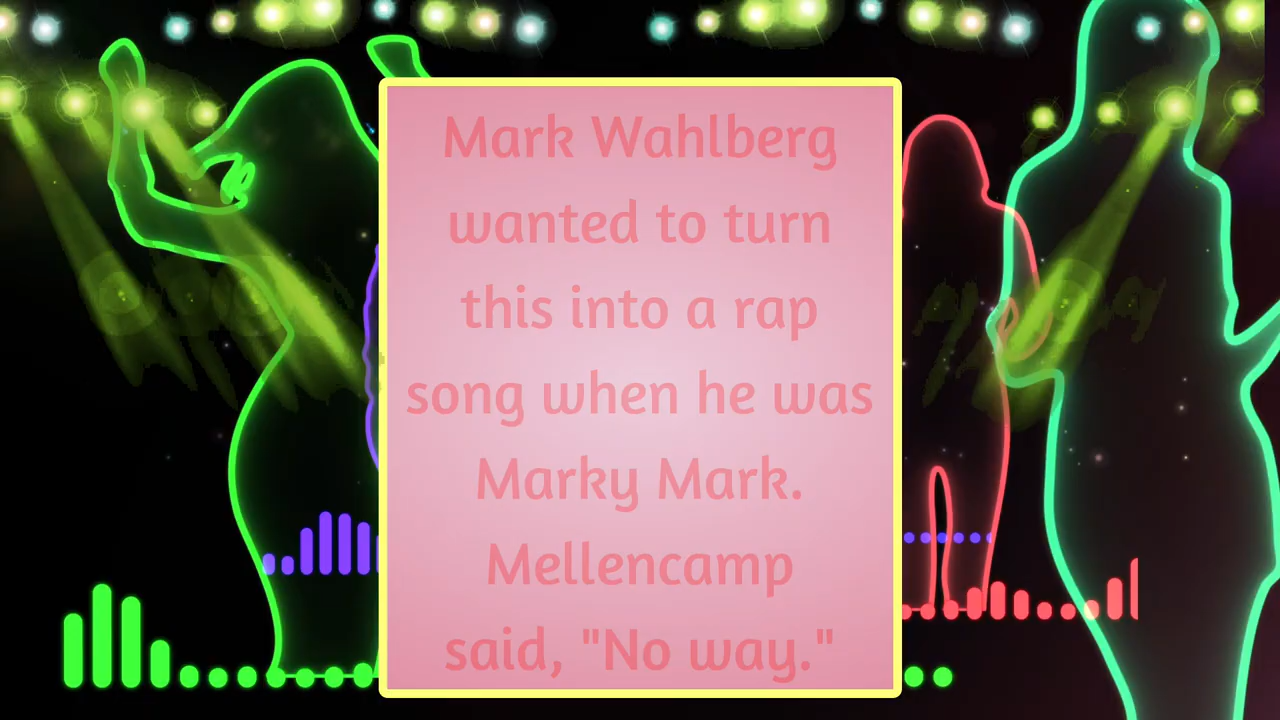 Mark Wahlberg
wanted to turn
this into a rap
song when he was
Marky Mark.
Mellencamp
said, "No way."